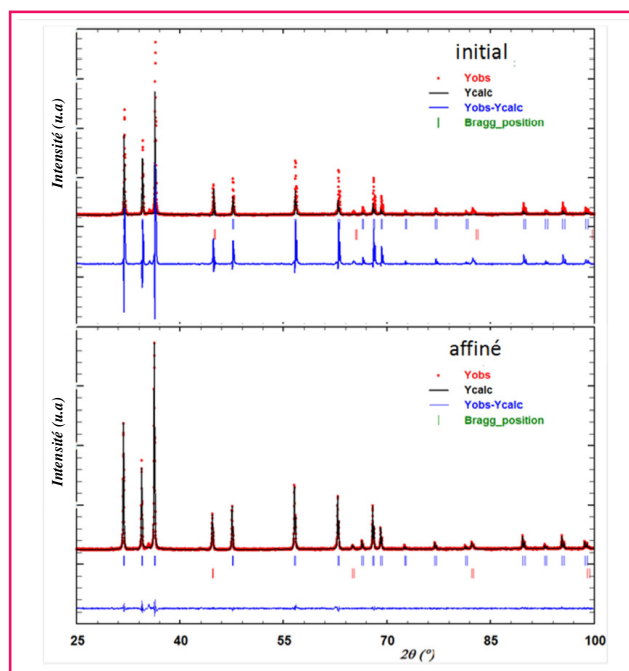 initial
Yobs
Ycalc
Yobs-Ycalc
Bragg_position
Intensité (u.a)
affiné
Yobs
Ycalc
Yobs-Ycalc
Bragg_position
Intensité (u.a)
25 40 55 70 85 100
2θ (°)